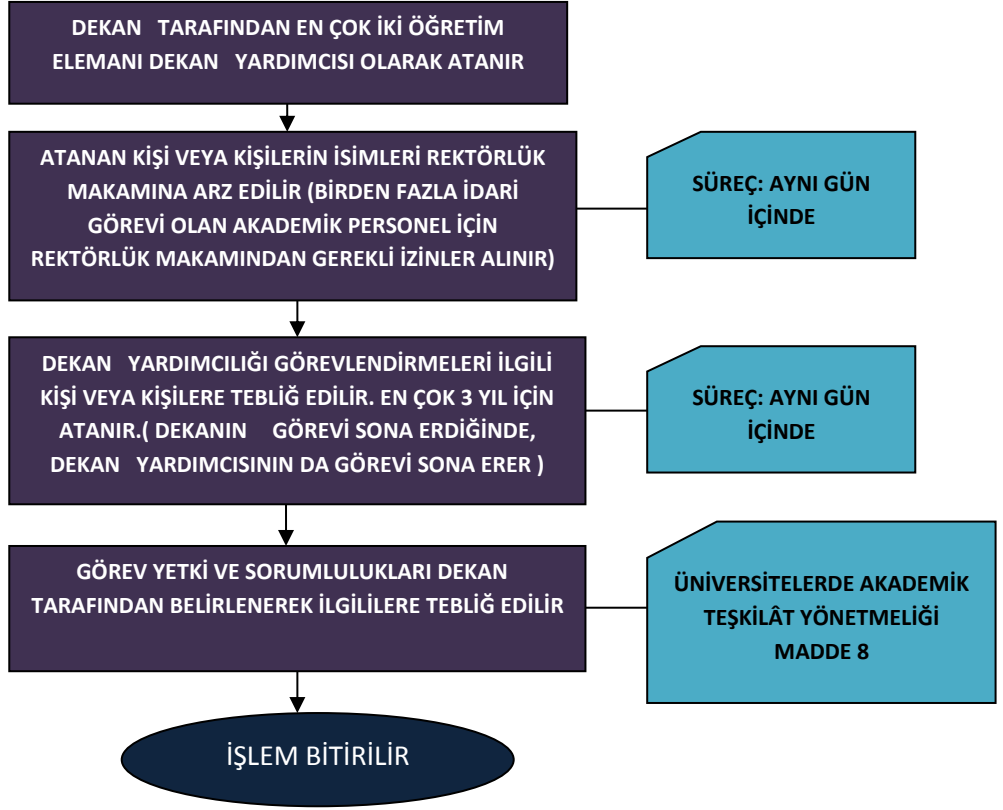 DEKAN TARAFINDAN EN ÇOK İKİ ÖĞRETİM
ELEMANI DEKAN YARDIMCISI OLARAK ATANIR
ATANAN KİŞİ VEYA KİŞİLERİN İSİMLERİ REKTÖRLÜK
MAKAMINA ARZ EDİLİR (BİRDEN FAZLA İDARİ
GÖREVİ OLAN AKADEMİK PERSONEL İÇİN
REKTÖRLÜK MAKAMINDAN GEREKLİ İZİNLER ALINIR)
SÜREÇ: AYNI GÜN
İÇİNDE
DEKAN YARDIMCILIĞI GÖREVLENDİRMELERİ İLGİLİ
KİŞİ VEYA KİŞİLERE TEBLİĞ EDİLİR. EN ÇOK 3 YIL İÇİN
ATANIR.( DEKANIN GÖREVİ SONA ERDİĞİNDE,
DEKAN YARDIMCISININ DA GÖREVİ SONA ERER )
SÜREÇ: AYNI GÜN
İÇİNDE
GÖREV YETKİ VE SORUMLULUKLARI DEKAN
TARAFINDAN BELİRLENEREK İLGİLİLERE TEBLİĞ EDİLİR
ÜNİVERSİTELERDE AKADEMİK
TEŞKİLÂT YÖNETMELİĞİ
MADDE 8
İŞLEM BİTİRİLİR